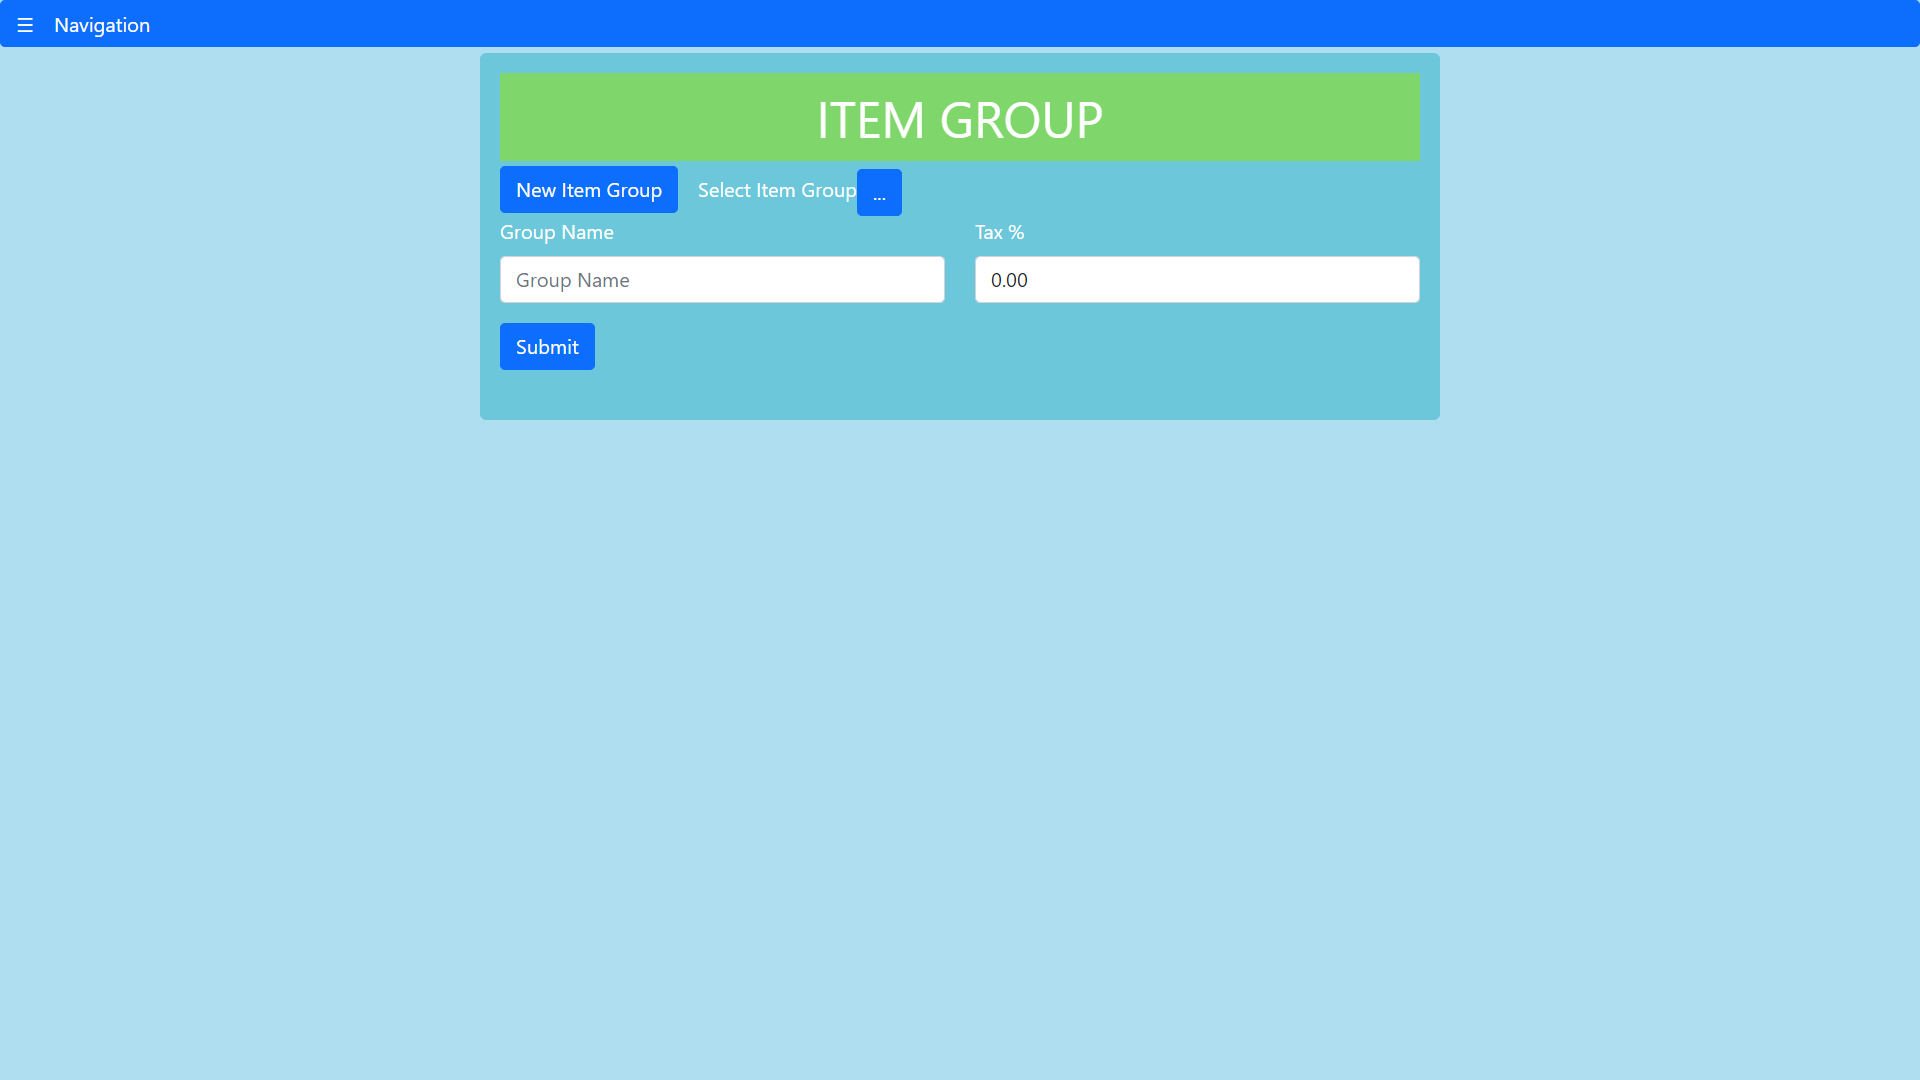 ☰ Navigation
ITEM GROUP
New Item Group Select Item Group ...
Group Name Tax %
Group Name 0.00
Submit